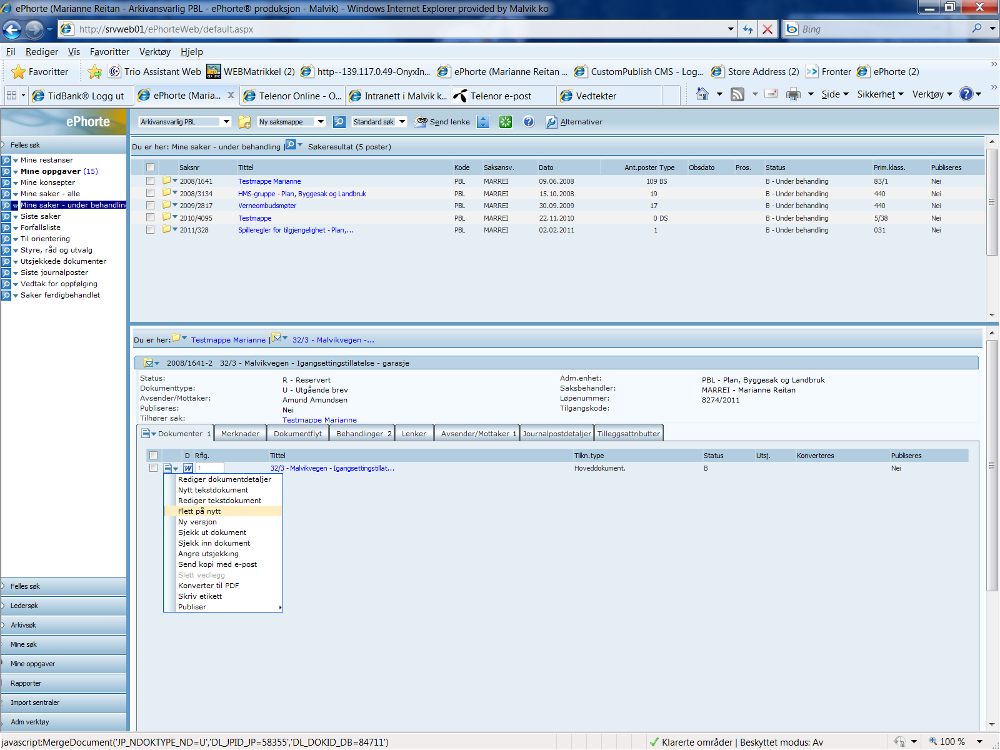 ePhorte (Marianne Reitan - Arkivansvarlig PBL - ePhorte® produksjon - Malvik) - Windows Internet Explorer provided by Malvik ko
http://srvweb01/ePhorteWeb/default.aspx
Bing
Fil Rediger Vis Favoritter Verktøy Hjelp
Favoritter Trio Assistant Web WEBMatrikkel (2) http--139.117.0.49-OnyxIn... ePhorte (Marianne Reitan ... CustomPublish CMS - Log... Store Address (2) Fronter ePhorte (2)
TidBank® Logg ut ePhorte (Maria... Telenor Online - O... Intranett i Malvik k... Telenor e-post Vedtekter Side Sikkerhet Verktøy
ePhorte
Arkivansvarlig PBL Ny saksmappe Standard søk Send lenke Alternativer
Felles søk
Mine restanser
Mine oppgaver (15)
Mine konsepter
Mine saker - alle
Mine saker - under behandling
Siste saker
Forfallsliste
Til orientering
Styre, råd og utvalg
Utsjekkede dokumenter
Siste journalposter
Vedtak for oppfølging
Saker ferdigbehandlet
Felles søk
Ledersøk
Arkivsøk
Mine søk
Mine oppgaver
Rapporter
Import sentraler
Adm verktøy
Du er her: Mine saker - under behandling | Søkeresultat (5 poster)
Saksnr Tittel Kode Saksansv. Dato Ant.poster Type Obsdato Pros. Status Prim.klass. Publiseres
2008/1641 Testmappe Marianne PBL MARREI 09.06.2008 109 BS B - Under behandling 83/1 Nei
2008/3134 HMS-gruppe - Plan, Byggesak og Landbruk PBL MARREI 15.10.2008 19 B - Under behandling 440 Nei
2009/2817 Verneombudsmøter PBL MARREI 30.09.2009 17 B - Under behandling 440 Nei
2010/4095 Testmappe PBL MARREI 22.11.2010 0 DS B - Under behandling 5/38 Nei
2011/328 Spilleregler for tilgjengelighet - Plan,... PBL MARREI 02.02.2011 1 B - Under behandling 031 Nei
Du er her: Testmappe Marianne | 32/3 - Malvikvegen -...
2008/1641-2 32/3 - Malvikvegen - Igangsettingstillatelse - garasje
Status: R - Reservert Adm.enhet: PBL - Plan, Byggesak og Landbruk
Dokumenttype: U - Utgående brev Saksbehandler: MARREI - Marianne Reitan
Avsender/Mottaker: Amund Amundsen Løpenummer: 8274/2011
Publiseres: Nei Tilgangskode:
Tilhører sak: Testmappe Marianne
Dokumenter 1 Merknader Dokumentflyt Behandlinger 2 Lenker Avsender/Mottaker 1 Journalpostdetaljer Tilleggsattributter
D Rflg. Tittel Tilkn.type Status Utsj. Konverteres Publiseres
1 32/3 - Malvikvegen - Igangsettingstillat... Hoveddokument. B Nei
Rediger dokumentdetaljer
Nytt tekstdokument
Rediger tekstdokument
Flett på nytt
Ny versjon
Sjekk ut dokument
Sjekk inn dokument
Angre utsjekking
Send kopi med e-post
Slett vedlegg
Konverter til PDF
Skriv etikett
Publiser
javascript:MergeDocument('JP_NDOKTYPE_ND=U','DL_JPID_JP=58355','DL_DOKID_DB=84711') Klarerte områder | Beskyttet modus: Av 100 %